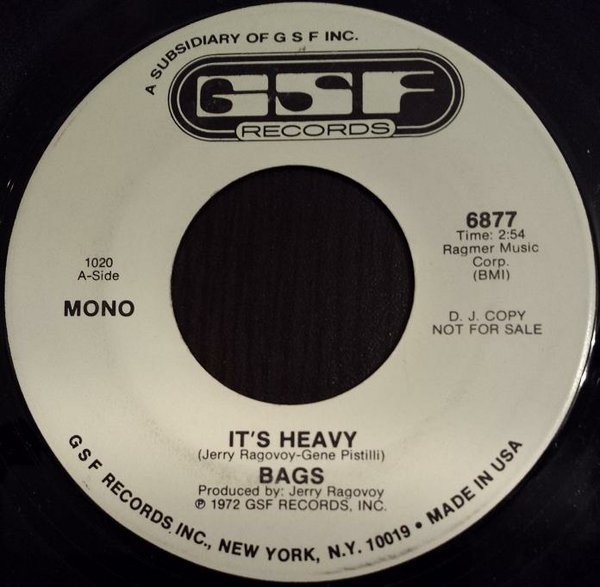 A SUBSIDIARY OF G S F INC.
GSF
RECORDS
6877
Time: 2:54
Ragmer Music
Corp.
(BMI)
1020
A-Side
MONO
D. J. COPY
NOT FOR SALE
IT'S HEAVY
(Jerry Ragovoy-Gene Pistilli)
BAGS
Produced by: Jerry Ragovoy
℗ 1972 GSF RECORDS, INC.
GSF RECORDS INC., NEW YORK, N.Y. 10019 • MADE IN USA